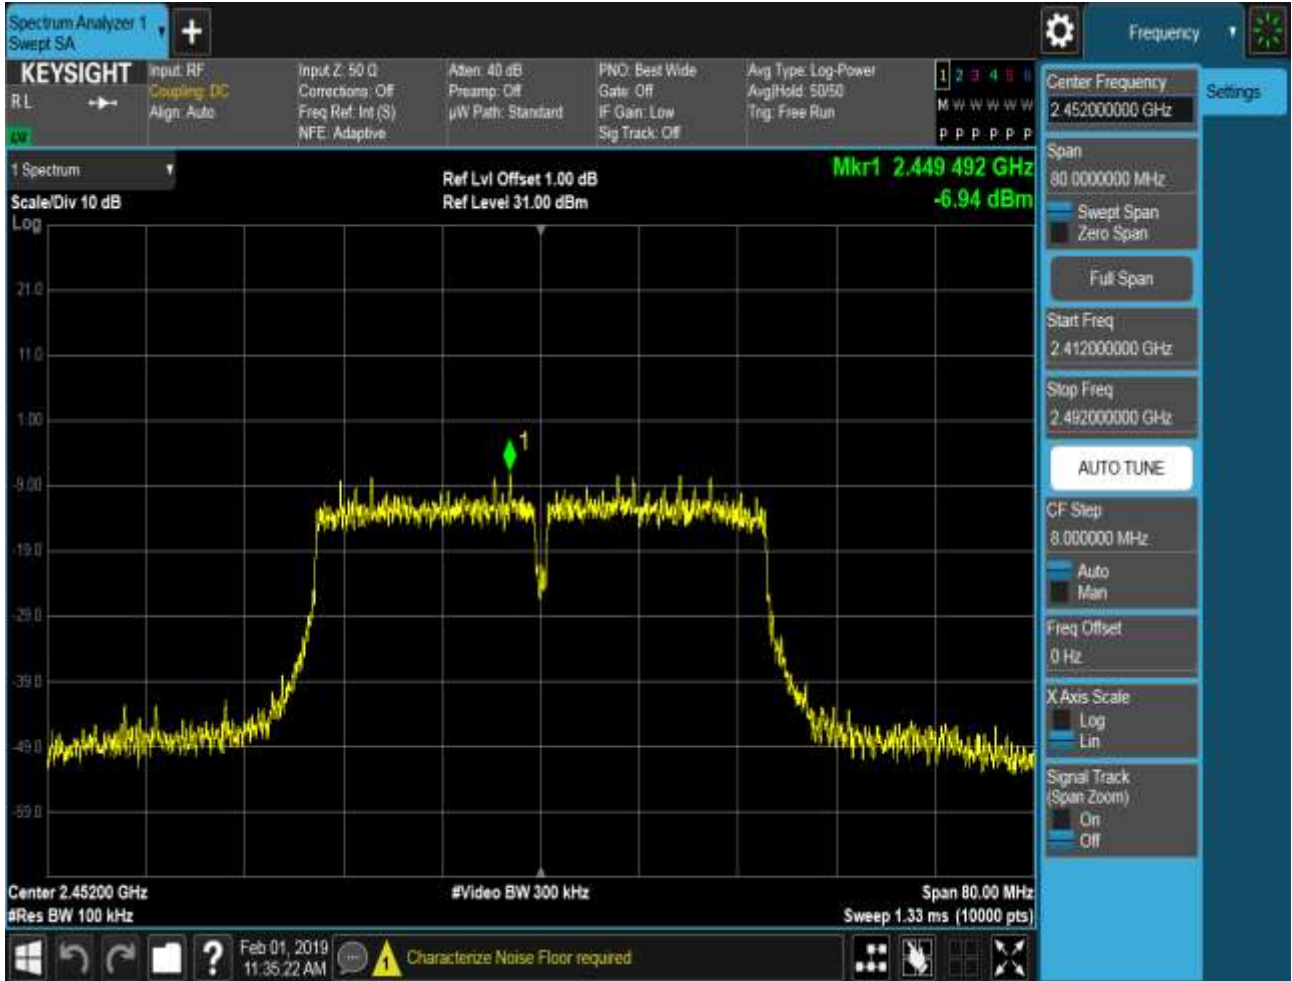 Spectrum Analyzer 1
Swept SA
+
Frequency
KEYSIGHT
RL
LXI
Input: RF
Coupling: DC
Align: Auto
Input Z: 50 Ω
Corrections: Off
Freq Ref: Int (S)
NFE: Adaptive
Atten: 40 dB
Preamp: Off
µW Path: Standard
PNO: Best Wide
Gate: Off
IF Gain: Low
Sig Track: Off
Avg Type: Log-Power
Avg|Hold: 50/50
Trig: Free Run
1 2 3 4 5 6
M W W W W W
P P P P P P
Settings
Center Frequency
2.452000000 GHz
Span
80.0000000 MHz
Swept Span
Zero Span
Full Span
Start Freq
2.412000000 GHz
Stop Freq
2.492000000 GHz
AUTO TUNE
CF Step
8.000000 MHz
Auto
Man
Freq Offset
0 Hz
X Axis Scale
Log
Lin
Signal Track
(Span Zoom)
On
Off
1 Spectrum
Scale/Div 10 dB
Log
Ref Lvl Offset 1.00 dB
Ref Level 31.00 dBm
Mkr1 2.449 492 GHz
-6.94 dBm
21.0
11.0
1.00
-9.00
-19.0
-29.0
-39.0
-49.0
-59.0
1
Center 2.45200 GHz
#Res BW 100 kHz
#Video BW 300 kHz
Span 80.00 MHz
Sweep 1.33 ms (10000 pts)
?
Feb 01, 2019
11:35:22 AM
1
Characterize Noise Floor required